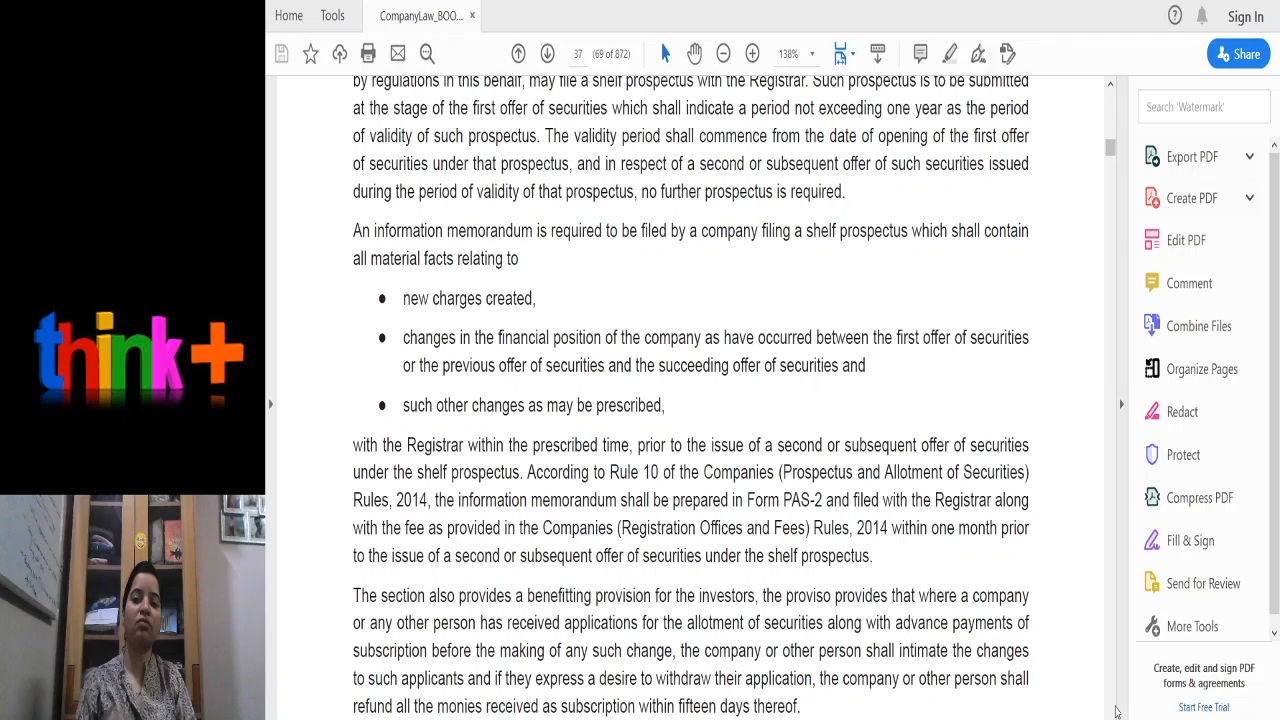 Home Tools CompanyLaw_BOO... × Sign In
37 (69 of 872) 138% Share
by regulations in this behalf, may file a shelf prospectus with the Registrar. Such prospectus is to be submitted
at the stage of the first offer of securities which shall indicate a period not exceeding one year as the period
of validity of such prospectus. The validity period shall commence from the date of opening of the first offer
of securities under that prospectus, and in respect of a second or subsequent offer of such securities issued
during the period of validity of that prospectus, no further prospectus is required.
An information memorandum is required to be filed by a company filing a shelf prospectus which shall contain
all material facts relating to
● new charges created,
● changes in the financial position of the company as have occurred between the first offer of securities
or the previous offer of securities and the succeeding offer of securities and
● such other changes as may be prescribed,
with the Registrar within the prescribed time, prior to the issue of a second or subsequent offer of securities
under the shelf prospectus. According to Rule 10 of the Companies (Prospectus and Allotment of Securities)
Rules, 2014, the information memorandum shall be prepared in Form PAS-2 and filed with the Registrar along
with the fee as provided in the Companies (Registration Offices and Fees) Rules, 2014 within one month prior
to the issue of a second or subsequent offer of securities under the shelf prospectus.
The section also provides a benefitting provision for the investors, the proviso provides that where a company
or any other person has received applications for the allotment of securities along with advance payments of
subscription before the making of any such change, the company or other person shall intimate the changes
to such applicants and if they express a desire to withdraw their application, the company or other person shall
refund all the monies received as subscription within fifteen days thereof.
Search 'Watermark'
Export PDF
Create PDF
Edit PDF
Comment
Combine Files
Organize Pages
Redact
Protect
Compress PDF
Fill & Sign
Send for Review
More Tools
Create, edit and sign PDF
forms & agreements
Start Free Trial
think+